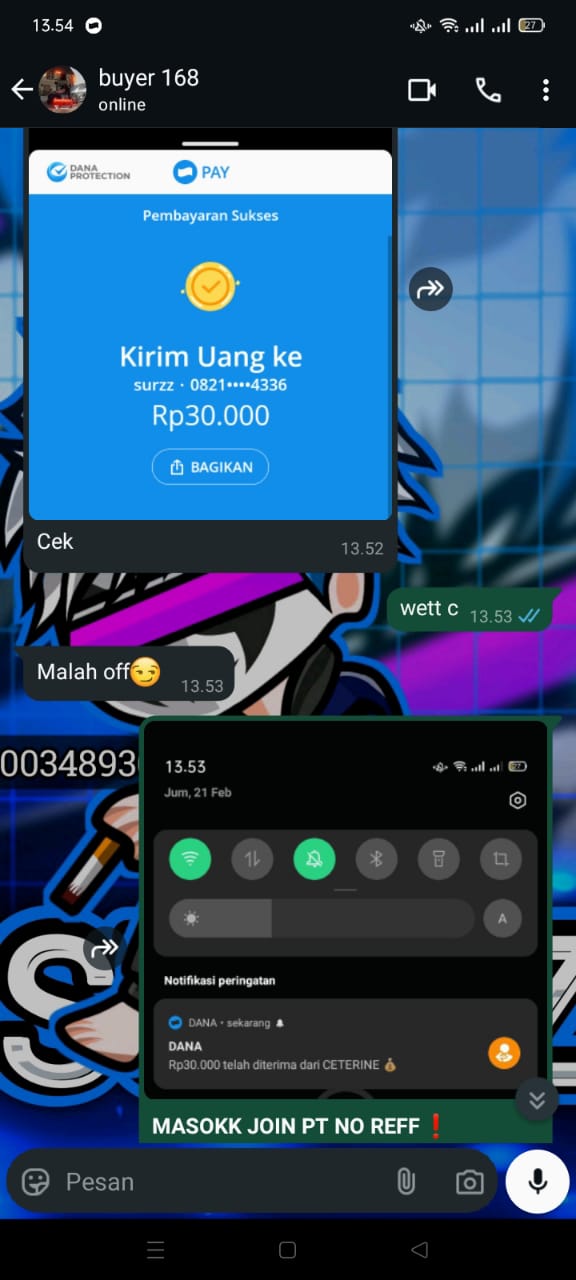 13.54
27
buyer 168
online
DANA PROTECTION
PAY
Pembayaran Sukses
Kirim Uang ke
surzz · 0821••••4336
Rp30.000
BAGIKAN
Cek
13.52
wett c
13.53
Malah off😏
13.53
0034893
13.53
27
Jum, 21 Feb
A
Notifikasi peringatan
DANA • sekarang
DANA
Rp30.000 telah diterima dari CETERINE 💰
MASOKK JOIN PT NO REFF ❗
Pesan